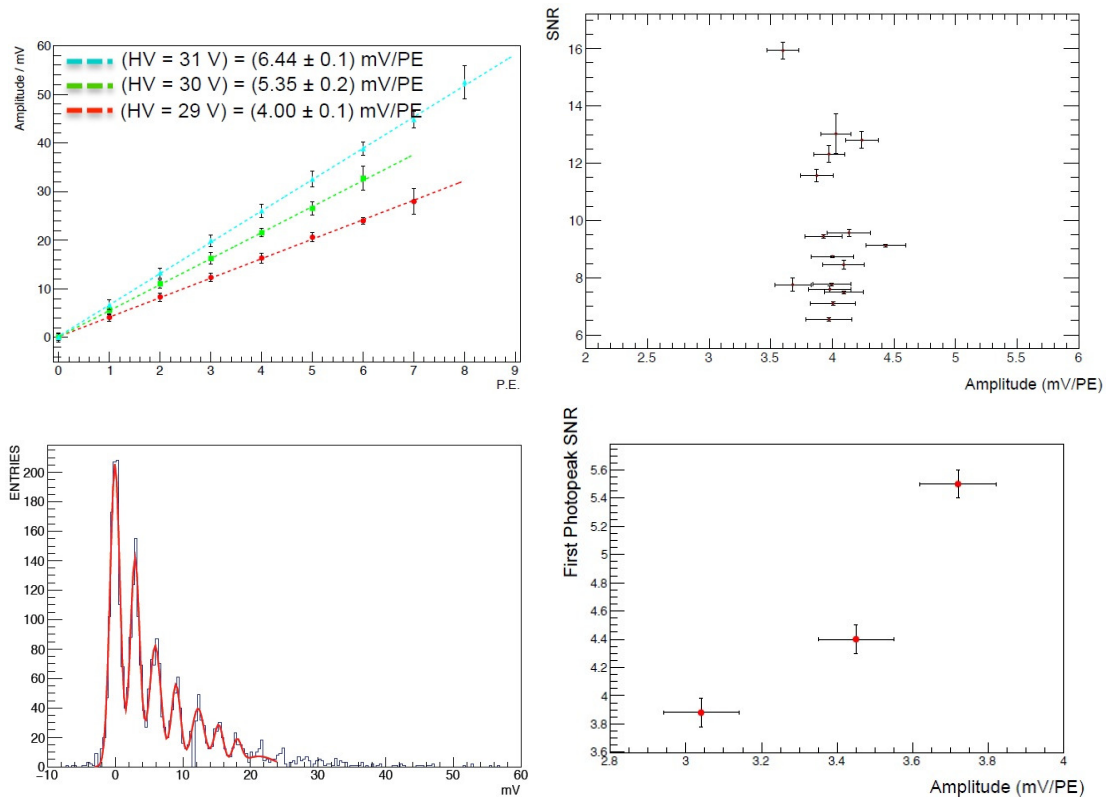 Amplitude / mV
60
50
40
30
20
10
0
(HV = 31 V) = (6.44 ± 0.1) mV/PE
(HV = 30 V) = (5.35 ± 0.2) mV/PE
(HV = 29 V) = (4.00 ± 0.1) mV/PE
0 1 2 3 4 5 6 7 8 9
P.E.
SNR
16
14
12
10
8
6
2 2.5 3 3.5 4 4.5 5 5.5 6
Amplitude (mV/PE)
ENTRIES
200
180
160
140
120
100
80
60
40
20
0
−10 0 10 20 30 40 50 60
mV
First Photopeak SNR
5.6
5.4
5.2
5
4.8
4.6
4.4
4.2
4
3.8
3.6
2.8 3 3.2 3.4 3.6 3.8 4
Amplitude (mV/PE)